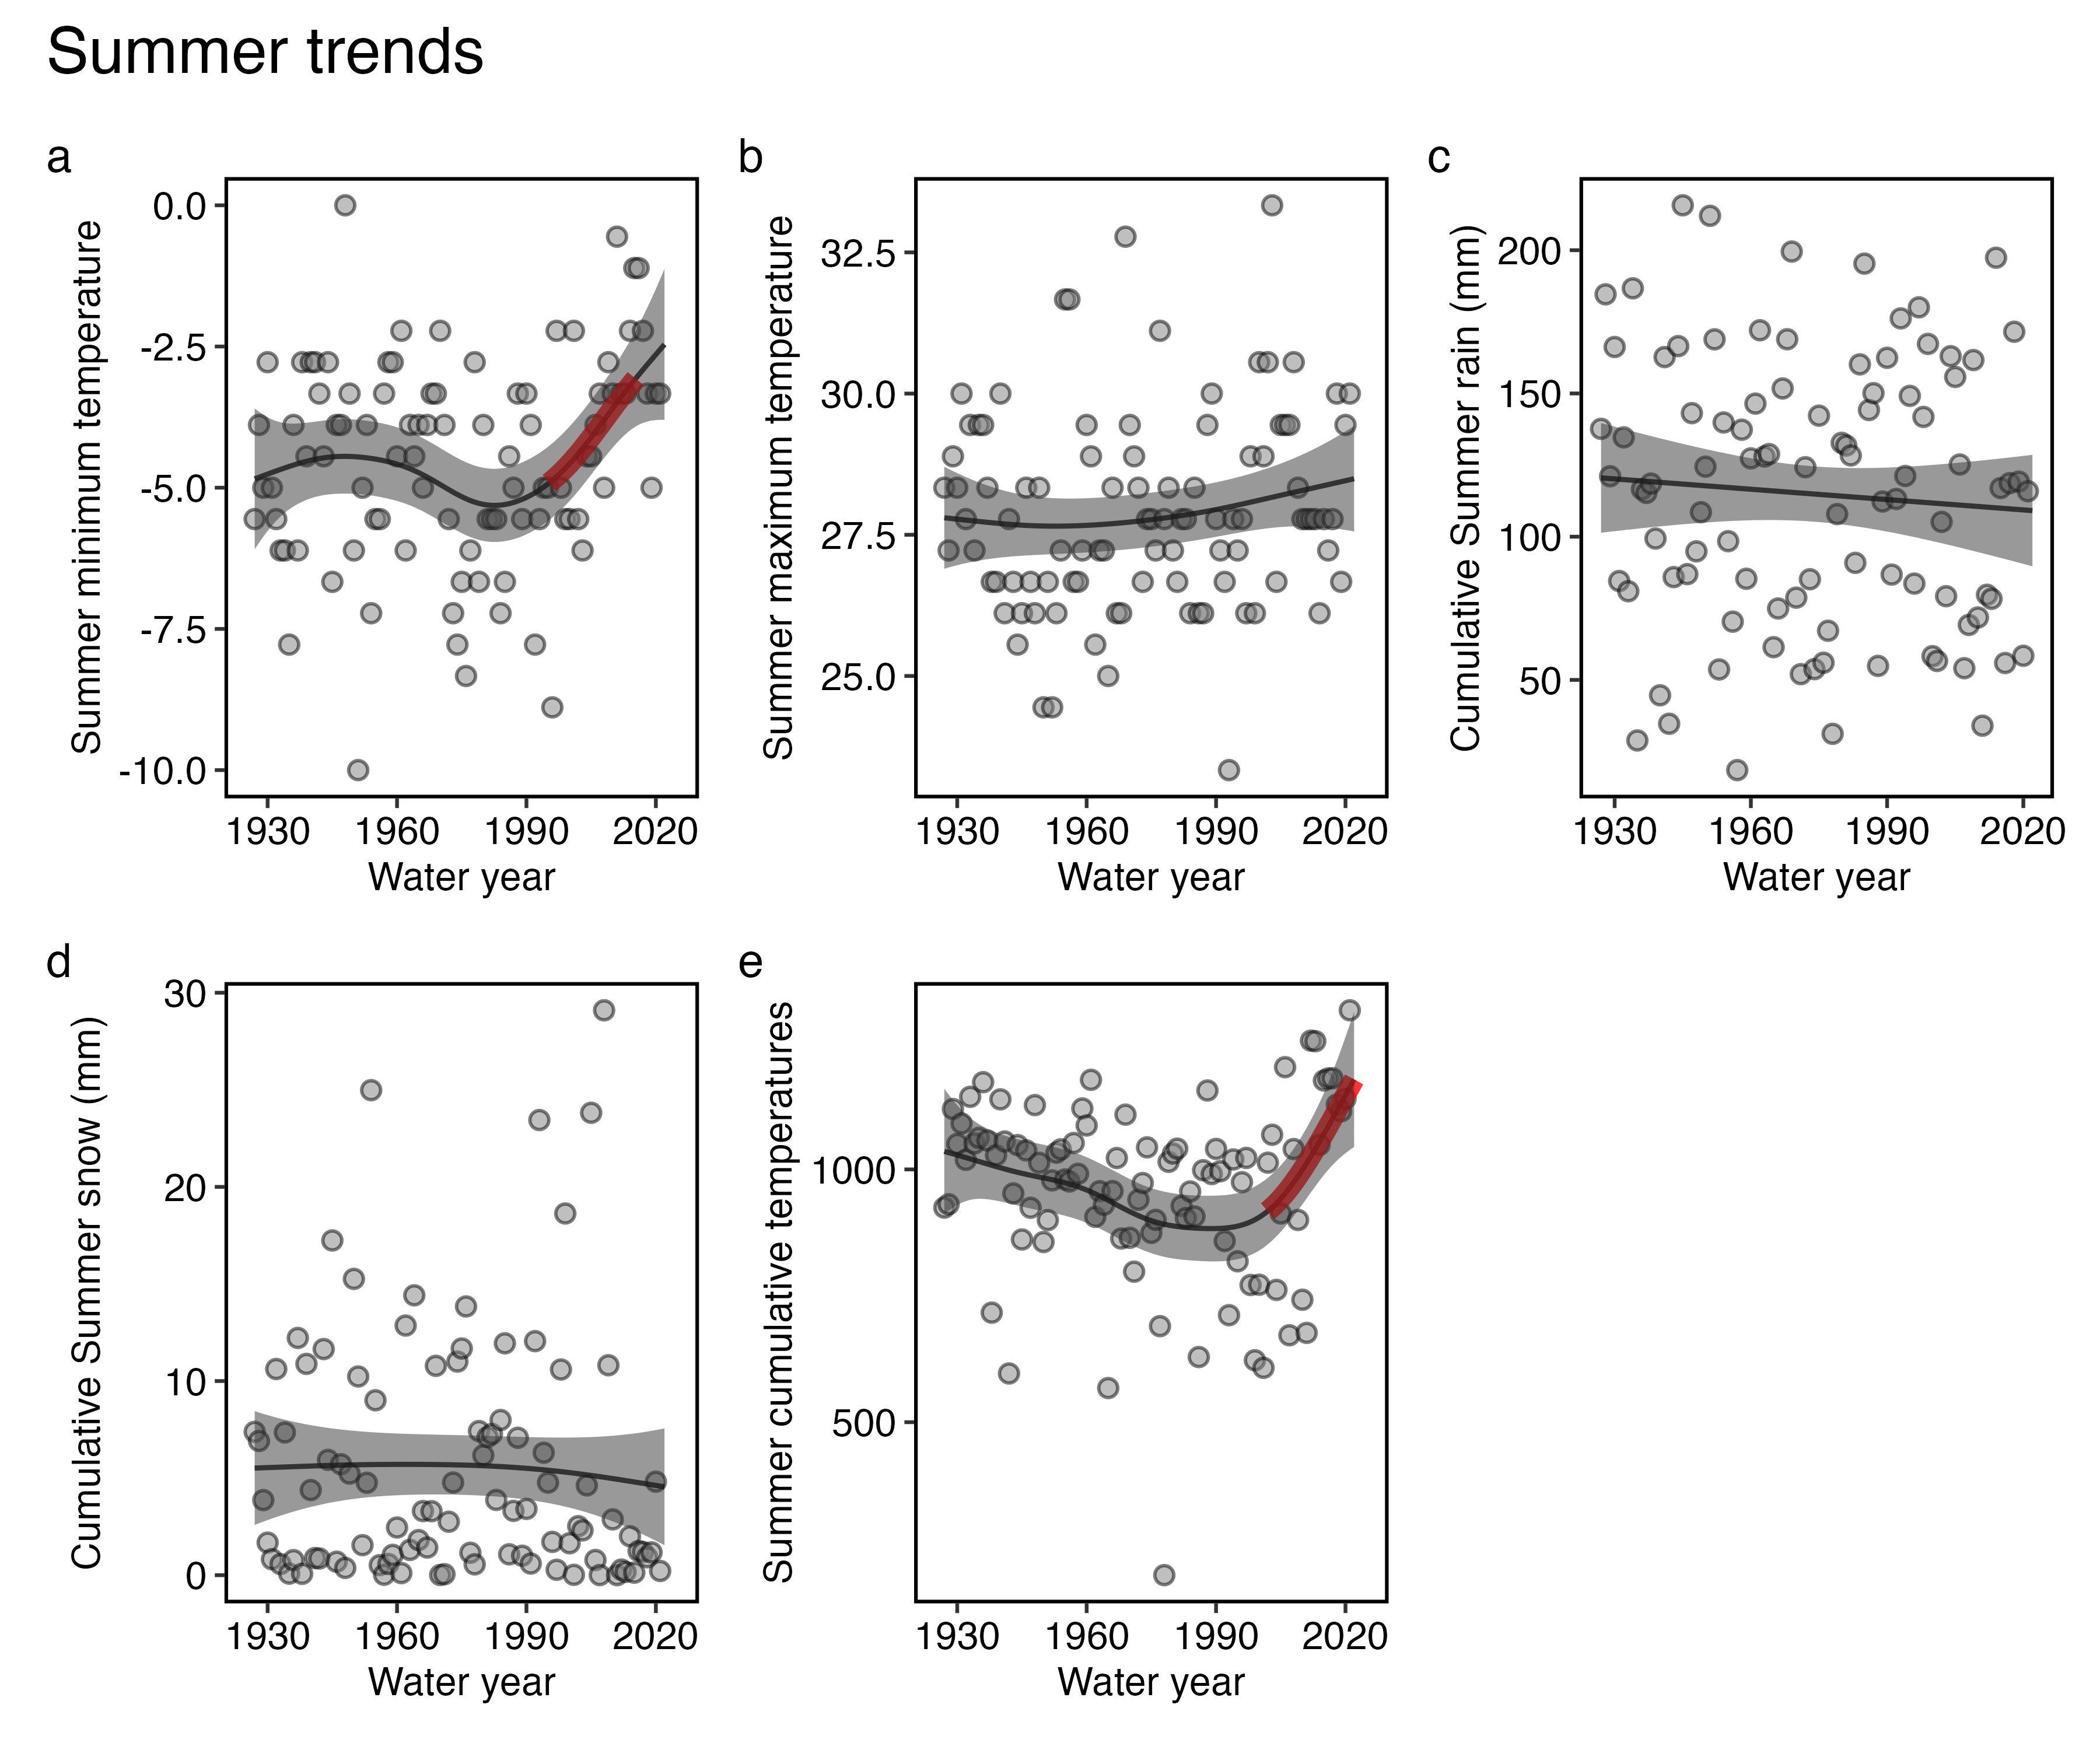 Summer trends
a
Summer minimum temperature
0.0
-2.5
-5.0
-7.5
-10.0
1930 1960 1990 2020
Water year
b
Summer maximum temperature
32.5
30.0
27.5
25.0
1930 1960 1990 2020
Water year
c
Cumulative Summer rain (mm)
200
150
100
50
1930 1960 1990 2020
Water year
d
Cumulative Summer snow (mm)
30
20
10
0
1930 1960 1990 2020
Water year
e
Summer cumulative temperatures
1000
500
1930 1960 1990 2020
Water year